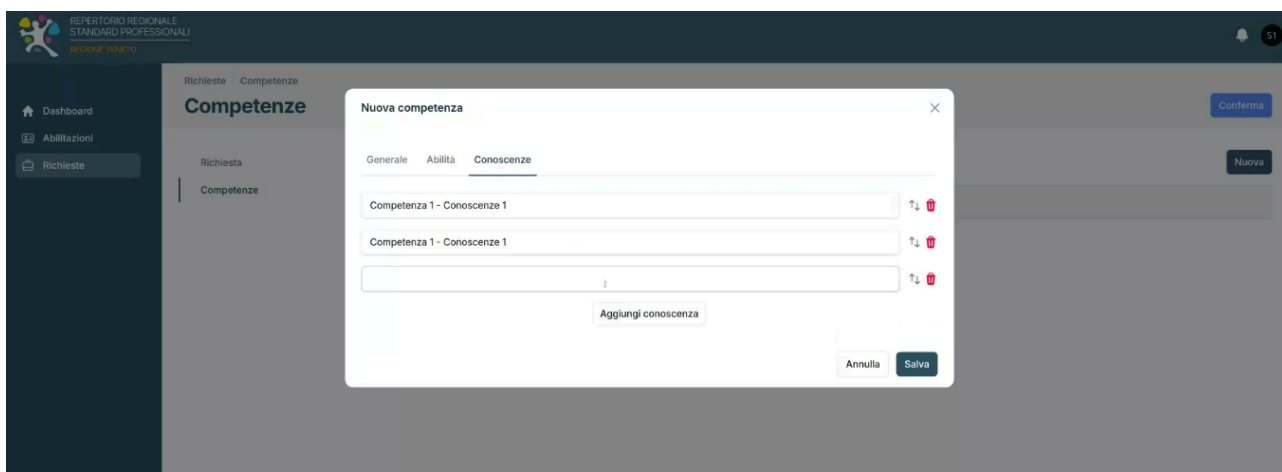 REPERTORIO REGIONALE
STANDARD PROFESSIONALI
REGIONE VENETO
S1
Dashboard
Abilitazioni
Richieste
Richieste Competenze
Competenze
Conferma
Richiesta
Competenze
Nuova
Nuova competenza
Generale Abilità Conoscenze
Competenza 1 - Conoscenze 1
Competenza 1 - Conoscenze 1
Aggiungi conoscenza
Annulla Salva